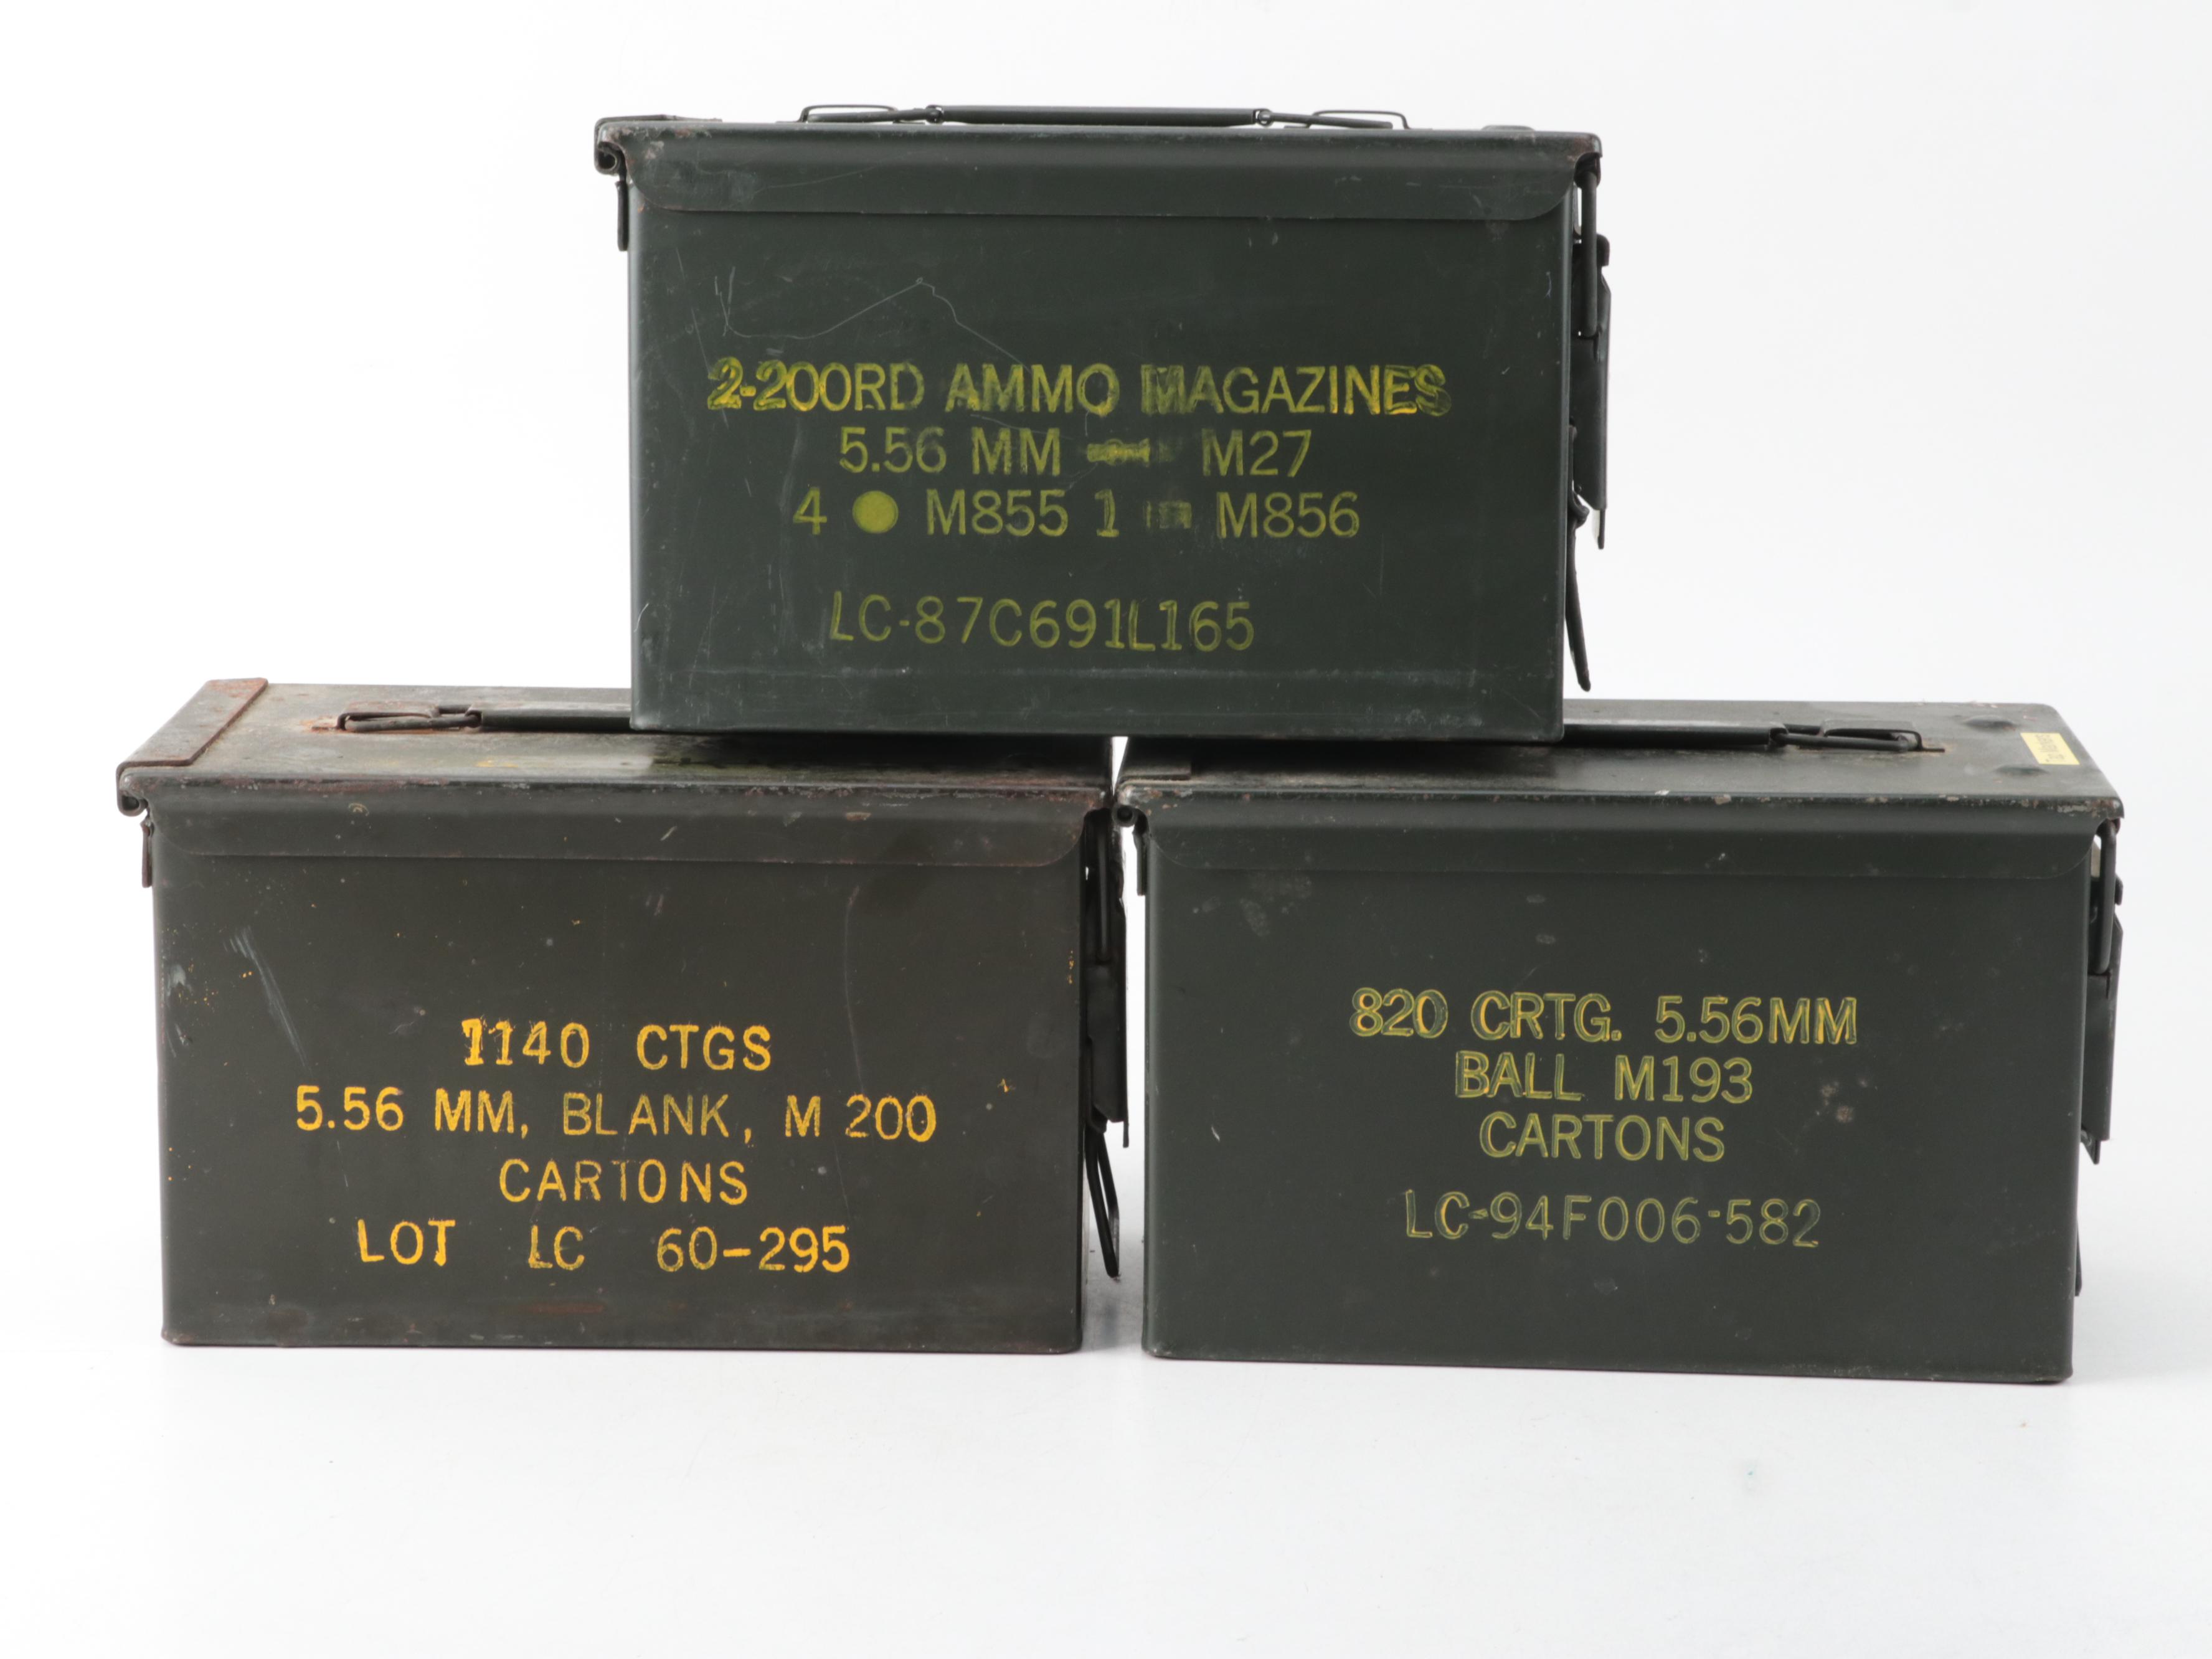 2-200RD AMMO MAGAZINES
5.56 MM M27
4 ● M855 1 M856
LC-87C691L165
1140 CTGS
5.56 MM, BLANK, M 200
CARTONS
LOT LC 60-295
820 CRTG. 5.56MM
BALL M193
CARTONS
LC-94F006-582